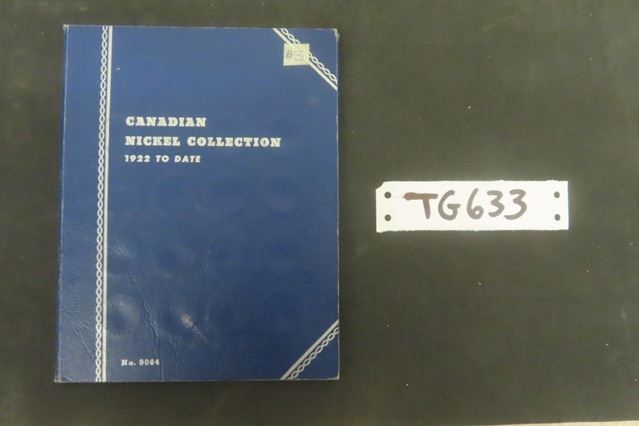 #3
CANADIAN
NICKEL COLLECTION
1922 TO DATE
No. 9064
TG633